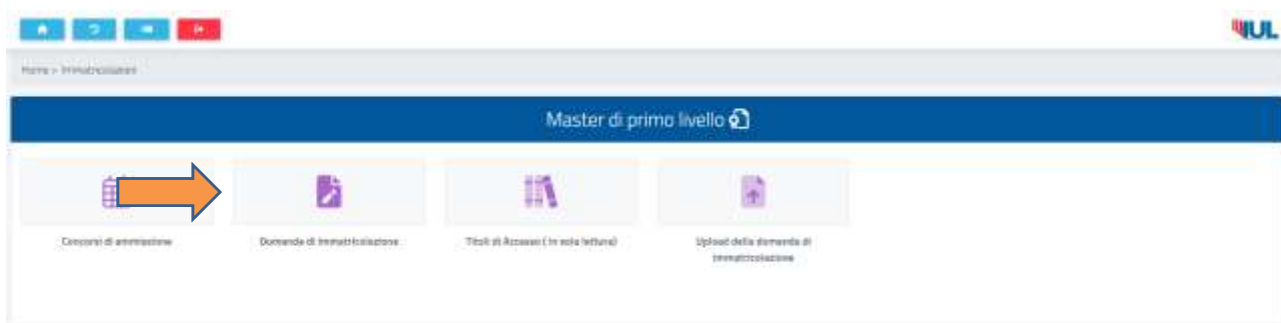 IUL
Home > Immatricolazioni
Master di primo livello
Concorsi di ammissione
Domanda di immatricolazione
Titoli di Accesso ( in sola lettura)
Upload della domanda di
immatricolazione